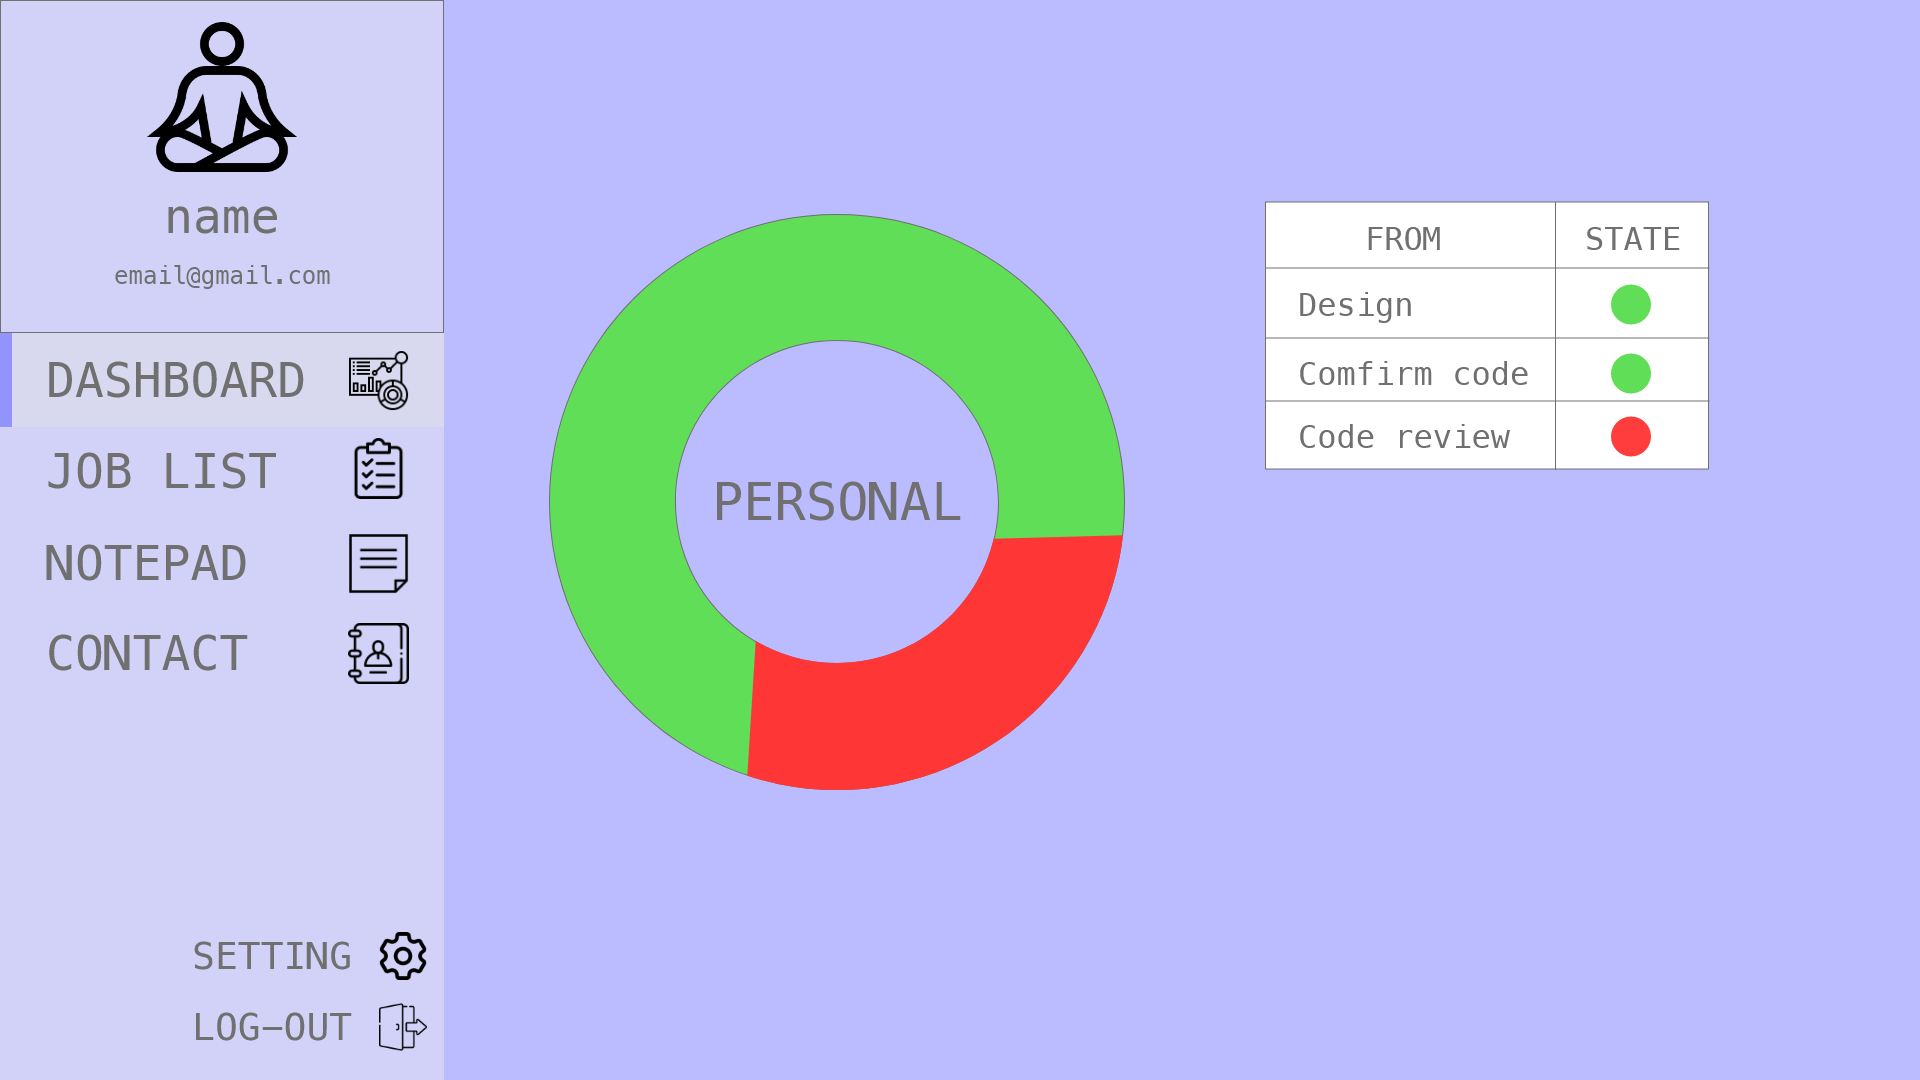 name
email@gmail.com
DASHBOARD
JOB LIST
NOTEPAD
CONTACT
SETTING
LOG-OUT
PERSONAL
FROM STATE
Design
Comfirm code
Code review